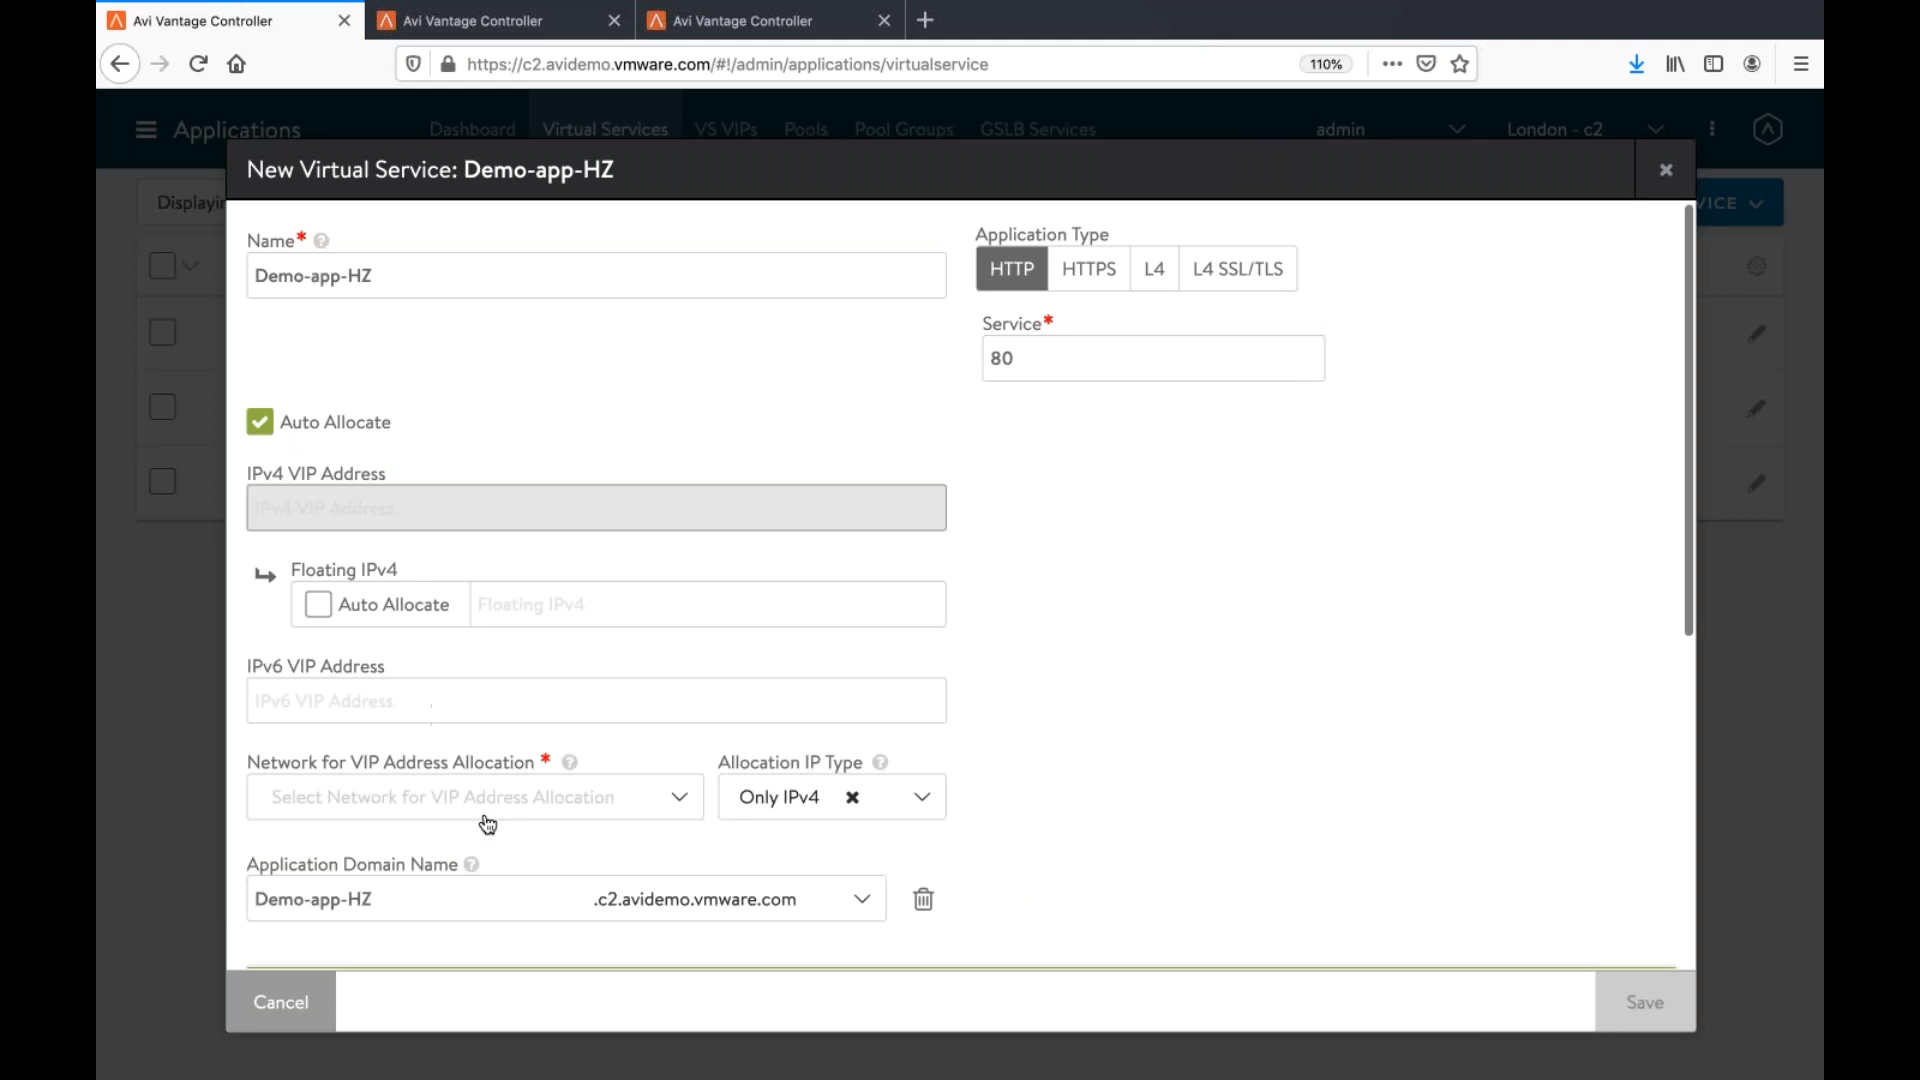 Avi Vantage Controller
Avi Vantage Controller
Avi Vantage Controller
https://c2.avidemo.vmware.com/#!/admin/applications/virtualservice
110%
Applications
Dashboard
Virtual Services
VS VIPs
Pools
Pool Groups
GSLB Services
admin
London - c2
New Virtual Service: Demo-app-HZ
Displayin
VICE
Name*
Demo-app-HZ
Application Type
HTTP
HTTPS
L4
L4 SSL/TLS
Service*
80
Auto Allocate
IPv4 VIP Address
IPv4 VIP Address
Floating IPv4
Auto Allocate
Floating IPv4
IPv6 VIP Address
IPv6 VIP Address
Network for VIP Address Allocation *
Allocation IP Type
Select Network for VIP Address Allocation
Only IPv4
Application Domain Name
Demo-app-HZ
.c2.avidemo.vmware.com
Cancel
Save